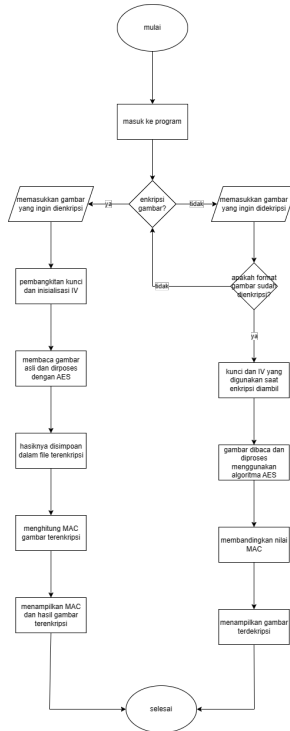 mulai
masuk ke program
enkripsi
gambar?
ya
tidak
memasukkan gambar
yang ingin dienkripsi
pembangkitan kunci
dan inisialisasi IV
membaca gambar
asli dan dirposes
dengan AES
hasiknya disimpoan
dalam file terenkripsi
menghitung MAC
gambar terenkripsi
menampilkan MAC
dan hasil gambar
terenkripsi
memasukkan gambar
yang ingin didekripsi
apakah format
gambar sudah
dienkripsi?
tidak
ya
kunci dan IV yang
digunakan saat
enkripsi diambil
gambar dibaca dan
diproses
menggunakan
algoritma AES
membandingkan nilai
MAC
menampilkan gambar
terdekripsi
selesai